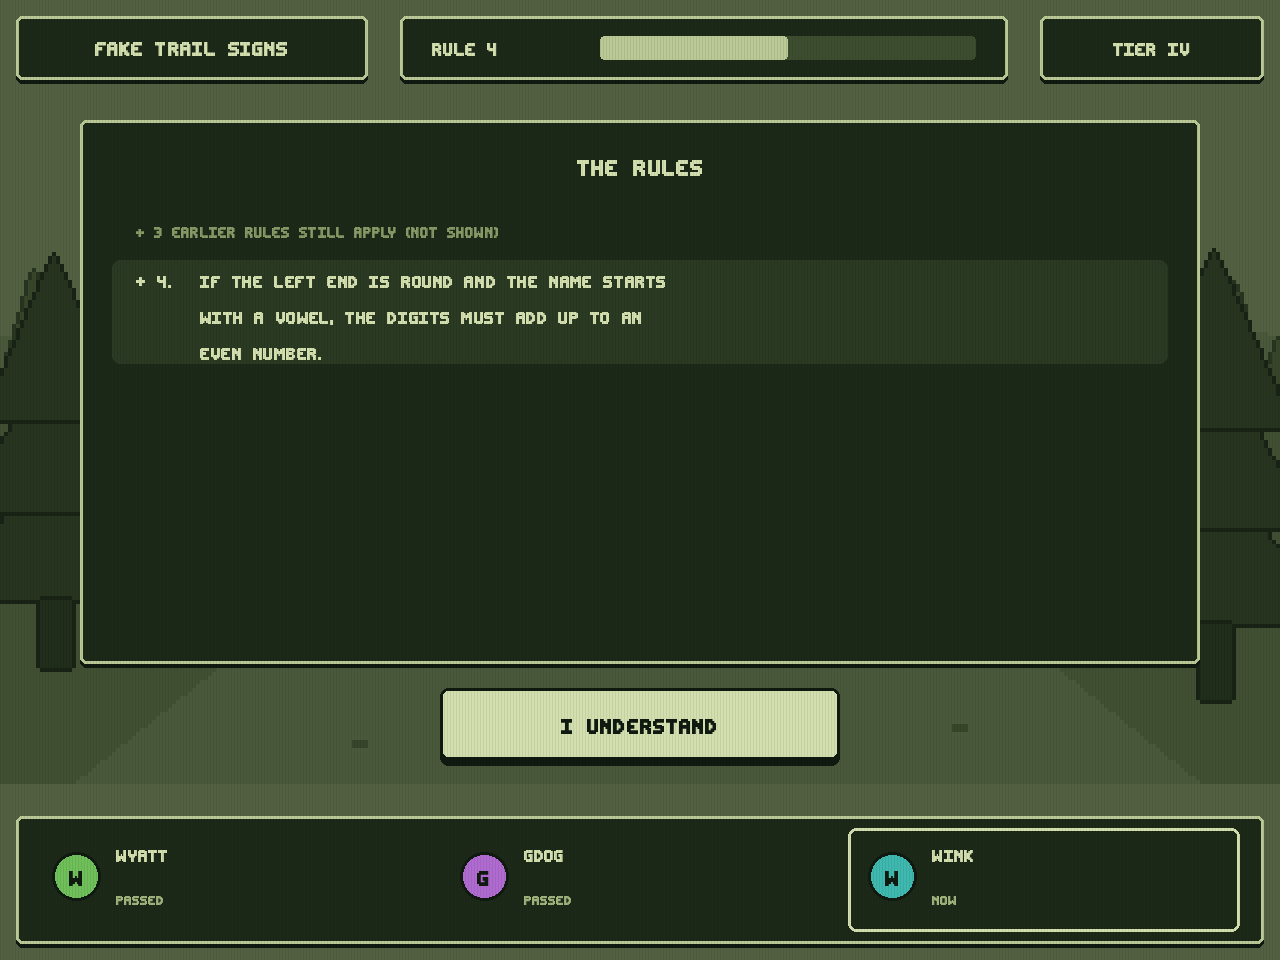 FAKE TRAIL SIGNS
RULE 4
TIER IV
THE RULES
+ 3 EARLIER RULES STILL APPLY (NOT SHOWN)
+ 4. IF THE LEFT END IS ROUND AND THE NAME STARTS
WITH A VOWEL, THE DIGITS MUST ADD UP TO AN
EVEN NUMBER.
I UNDERSTAND
W
WYATT
PASSED
G
GDOG
PASSED
W
WINK
NOW